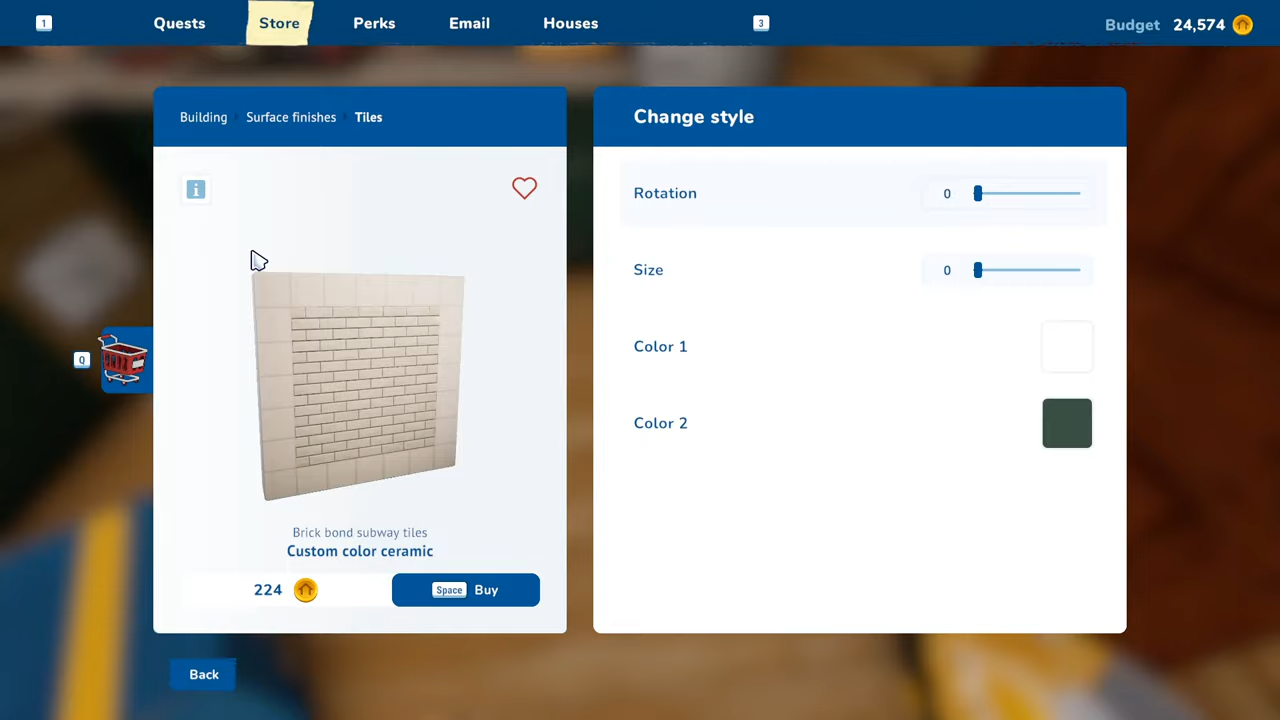 1 Quests Store Perks Email Houses 3 Budget 24,574
Building Surface finishes Tiles
Change style
i
Rotation 0
Size 0
Color 1
Q
Color 2
Brick bond subway tiles
Custom color ceramic
224 Space Buy
Back